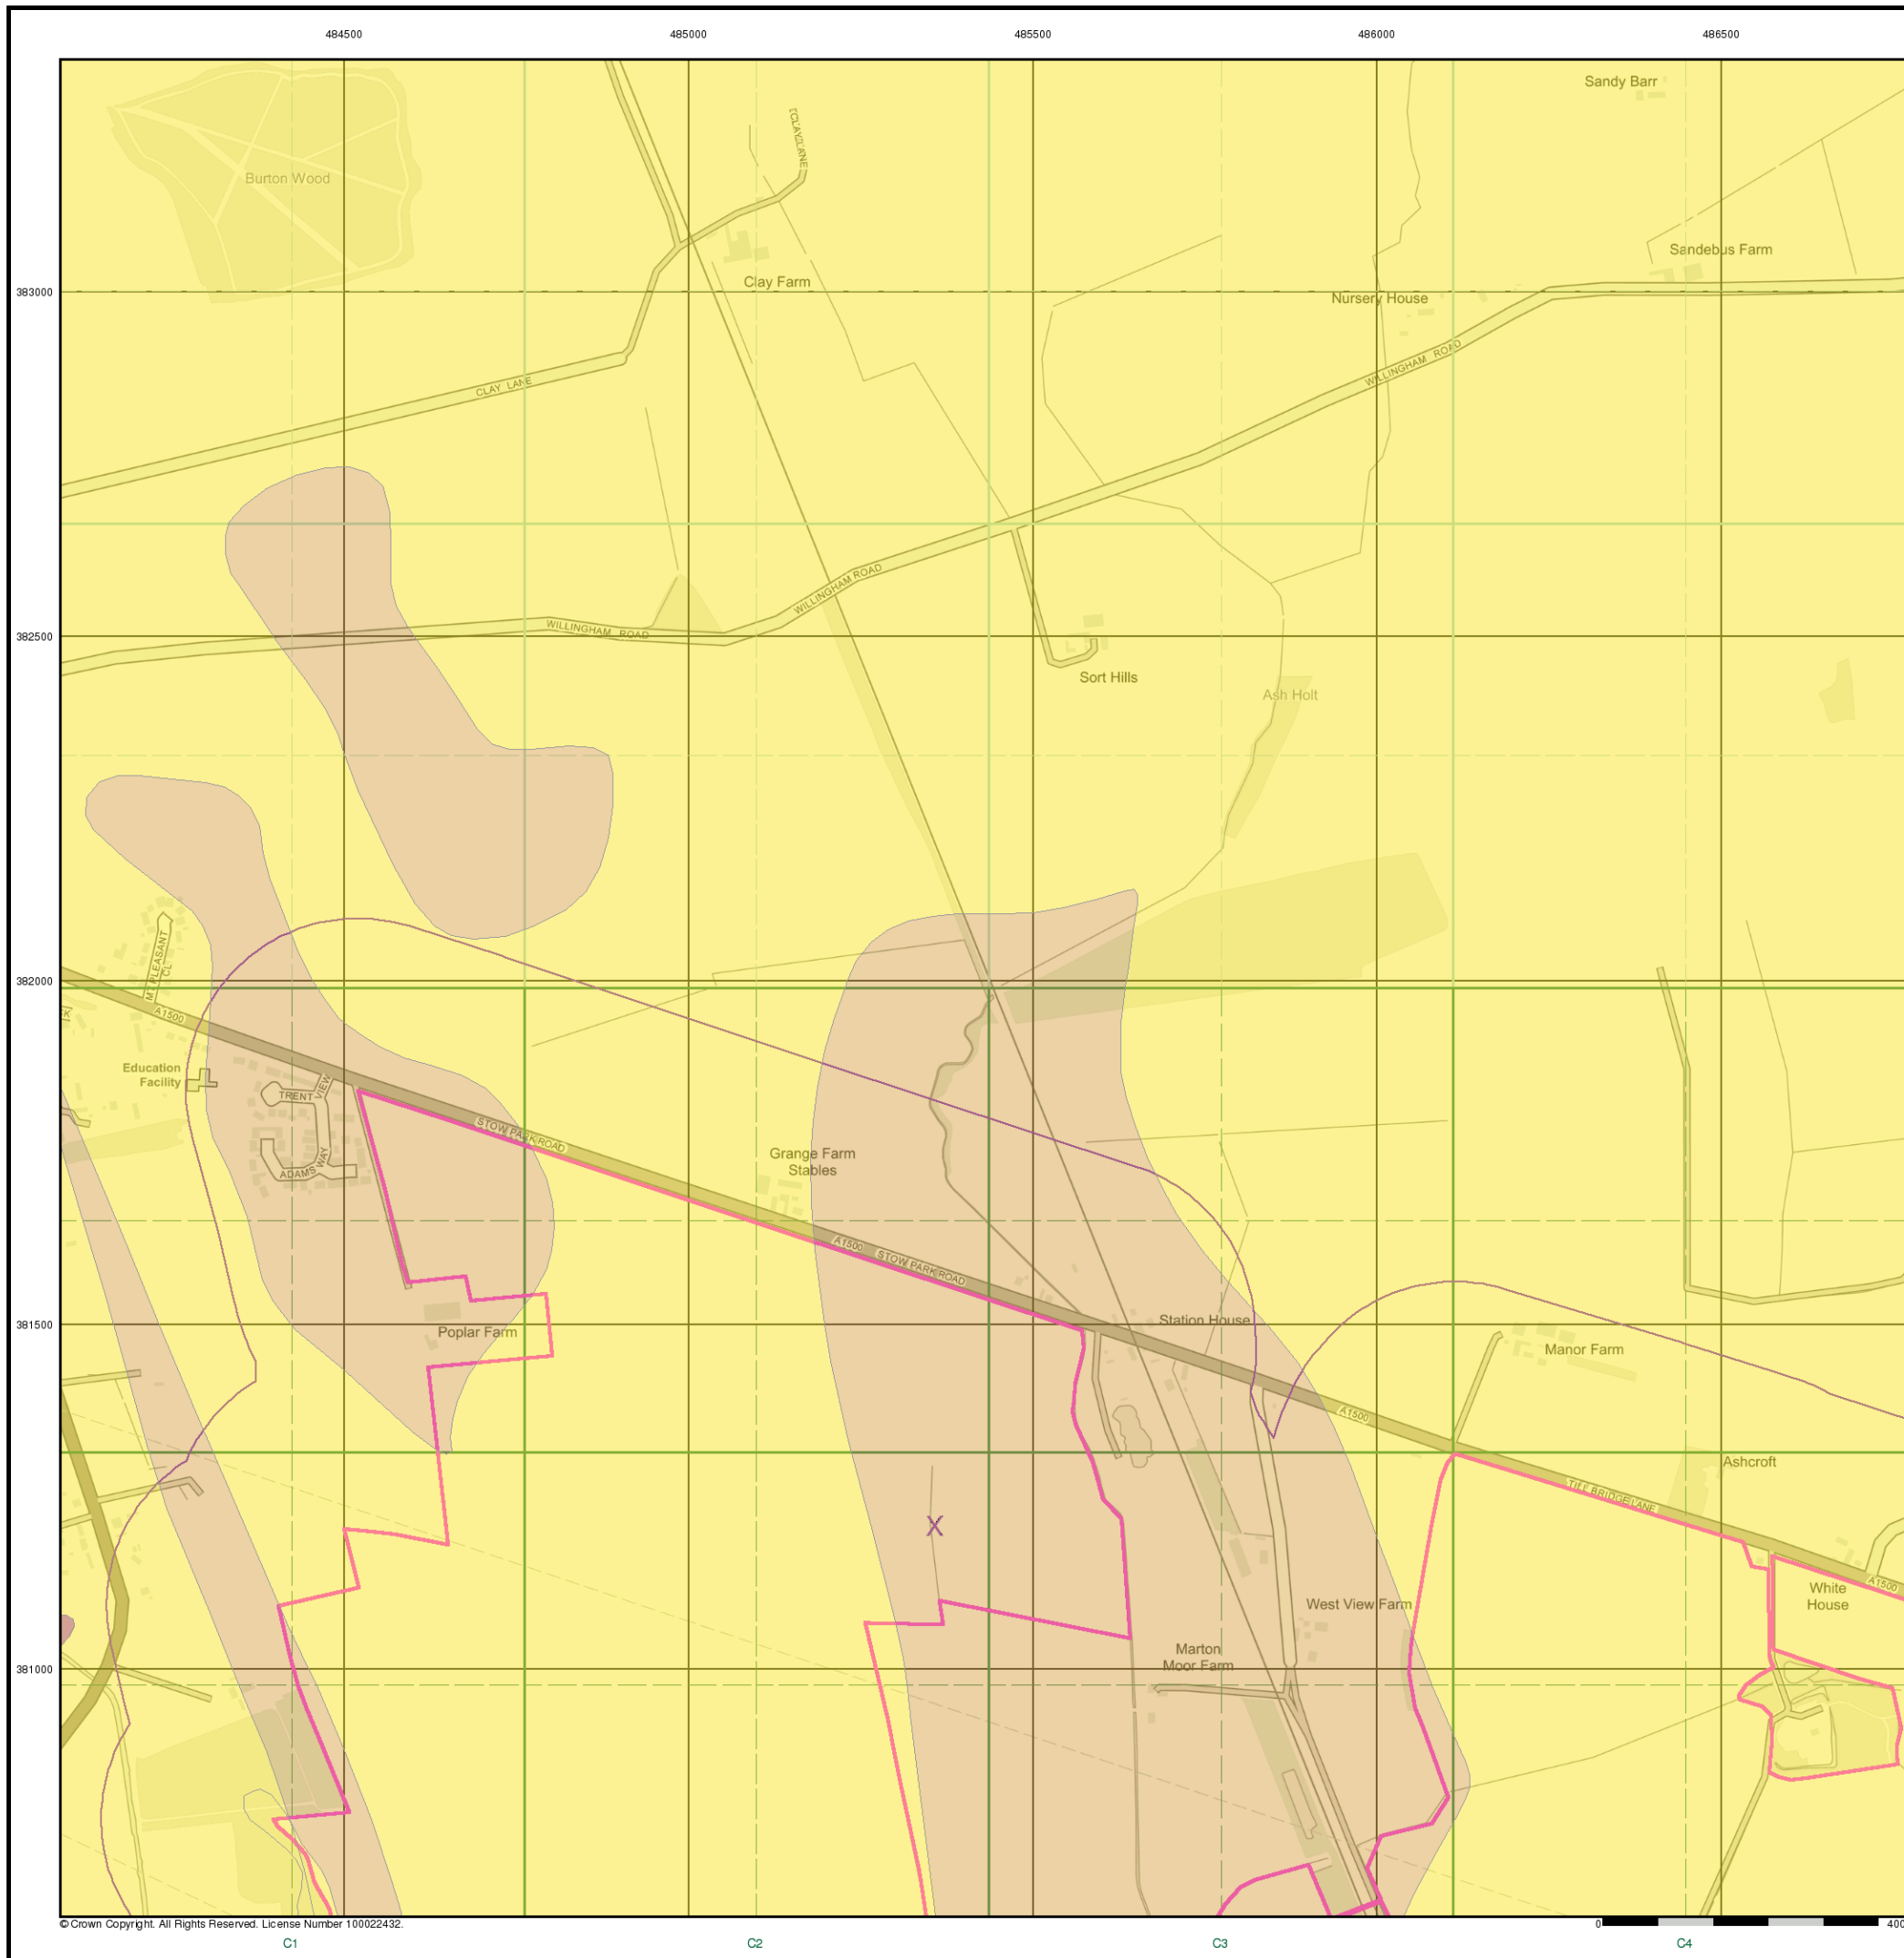 484500 485000 485500 486000 486500
Sandy Barr
CLAY LANE
Burton Wood
Sandebus Farm
Clay Farm
383000
Nursery House
WILLINGHAM ROAD
CLAY LANE
WILLINGHAM ROAD
382500
WILLINGHAM ROAD
Sort Hills
Ash Holt
MT PLEASANT
CL
382000
A1500
Education
Facility
TRENT
VIEW
STOW PARK ROAD
ADAMS WAY
Grange Farm
Stables
A1500 STOW PARK ROAD
381500
Poplar Farm
Station House
Manor Farm
A1500
Ashcroft
TILL BRIDGE LANE
X
A1500
White
House
West View Farm
Marton
Moor Farm
381000
© Crown Copyright. All Rights Reserved. License Number 100022432.
0 400
C1 C2 C3 C4